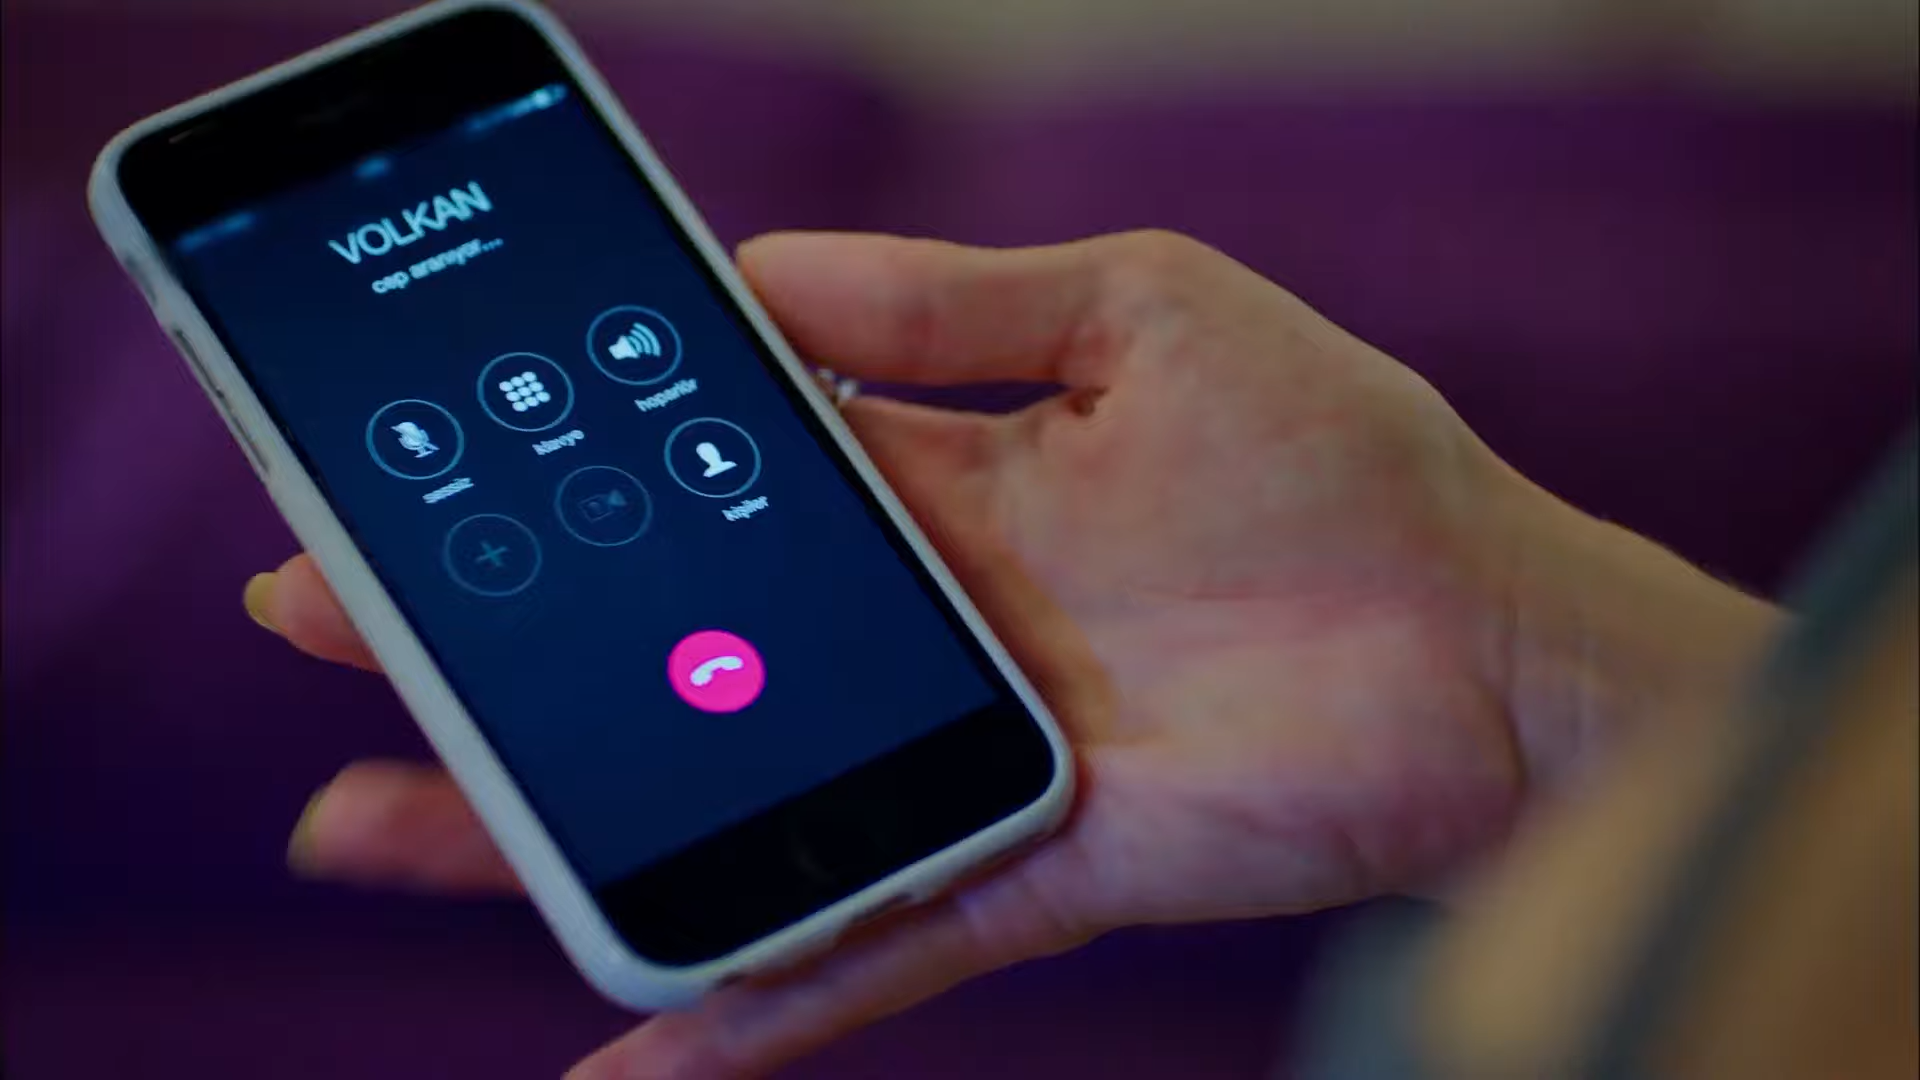 VOLKAN
cep aranıyor...
sessiz
klavye
hoparlör
kişiler